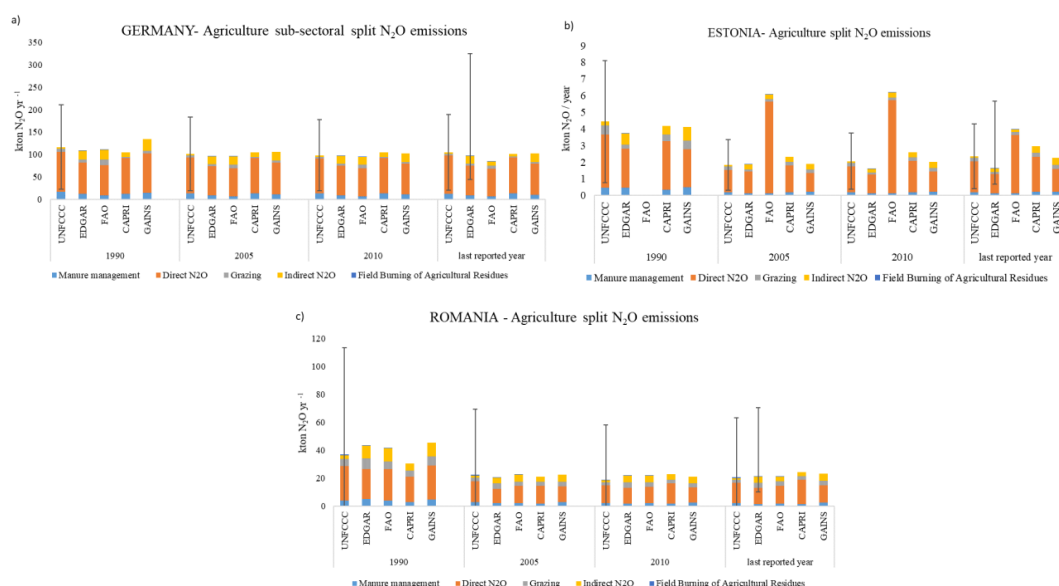 a)
GERMANY- Agriculture sub-sectoral split N₂O emissions
kton N₂O yr ⁻¹
350
300
250
200
150
100
50
0
UNFCCC EDGAR FAO CAPRI GAINS UNFCCC EDGAR FAO CAPRI GAINS UNFCCC EDGAR FAO CAPRI GAINS UNFCCC EDGAR FAO CAPRI GAINS
1990 2005 2010 last reported year
Manure management Direct N2O Grazing Indirect N2O Field Burning of Agricultural Residues
b)
ESTONIA- Agriculture split N₂O emissions
kton N₂O / year
9
8
7
6
5
4
3
2
1
0
UNFCCC EDGAR FAO CAPRI GAINS UNFCCC EDGAR FAO CAPRI GAINS UNFCCC EDGAR FAO CAPRI GAINS UNFCCC EDGAR FAO CAPRI GAINS
1990 2005 2010 last reported year
Manure management Direct N2O Grazing Indirect N2O Field Burning of Agricultural Residues
c)
ROMANIA - Agriculture split N₂O emissions
kton N₂O yr ⁻¹
120
100
80
60
40
20
0
UNFCCC EDGAR FAO CAPRI GAINS UNFCCC EDGAR FAO CAPRI GAINS UNFCCC EDGAR FAO CAPRI GAINS UNFCCC EDGAR FAO CAPRI GAINS
1990 2005 2010 last reported year
Manure management Direct N2O Grazing Indirect N2O Field Burning of Agricultural Residues